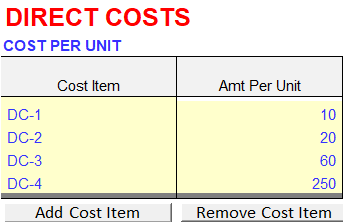 DIRECT COSTS
COST PER UNIT
Cost Item Amt Per Unit
DC-1 10
DC-2 20
DC-3 60
DC-4 250
Add Cost Item Remove Cost Item